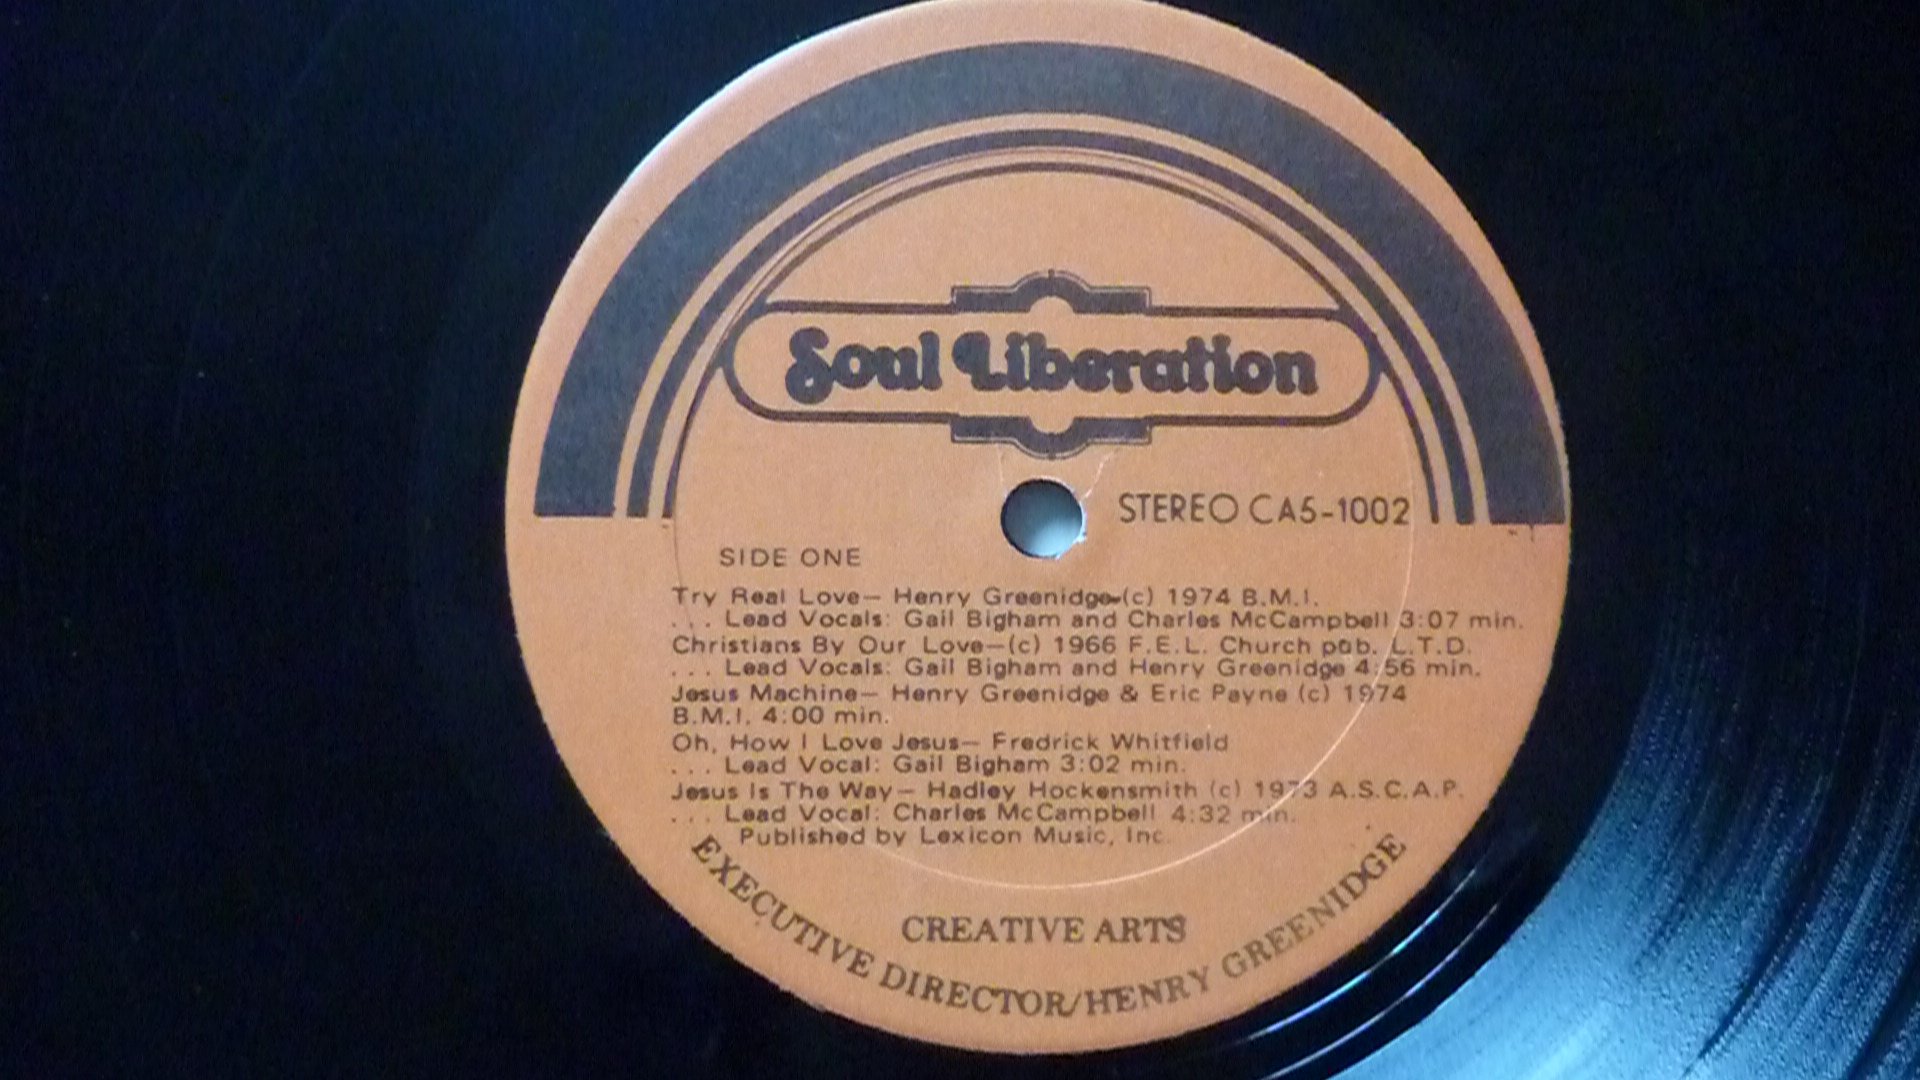 Soul Liberation
STEREO CA5-1002
SIDE ONE
Try Real Love— Henry Greenidge-(c) 1974 B.M.I.
... Lead Vocals: Gail Bigham and Charles McCampbell 3:07 min.
Christians By Our Love—(c) 1966 F.E.L. Church pub. L.T.D.
... Lead Vocals: Gail Bigham and Henry Greenidge 4:56 min.
Jesus Machine— Henry Greenidge & Eric Payne (c) 1974
B.M.I. 4:00 min.
Oh, How I Love Jesus— Fredrick Whitfield
... Lead Vocal: Gail Bigham 3:02 min.
Jesus Is The Way— Hadley Hockensmith (c) 1973 A.S.C.A.P.
... Lead Vocal: Charles McCampbell 4:32 min.
Published by Lexicon Music, Inc.
CREATIVE ARTS
EXECUTIVE DIRECTOR/HENRY GREENIDGE